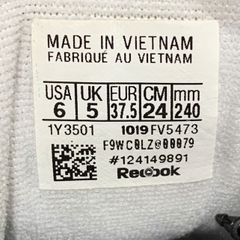 MADE IN VIETNAM
FABRIQUÉ AU VIETNAM
USA UK EUR CM mm
6 5 37.5 24 240
1Y3501 1019 FV5473
F9WC0LZ@00079
#124149891
Reebok